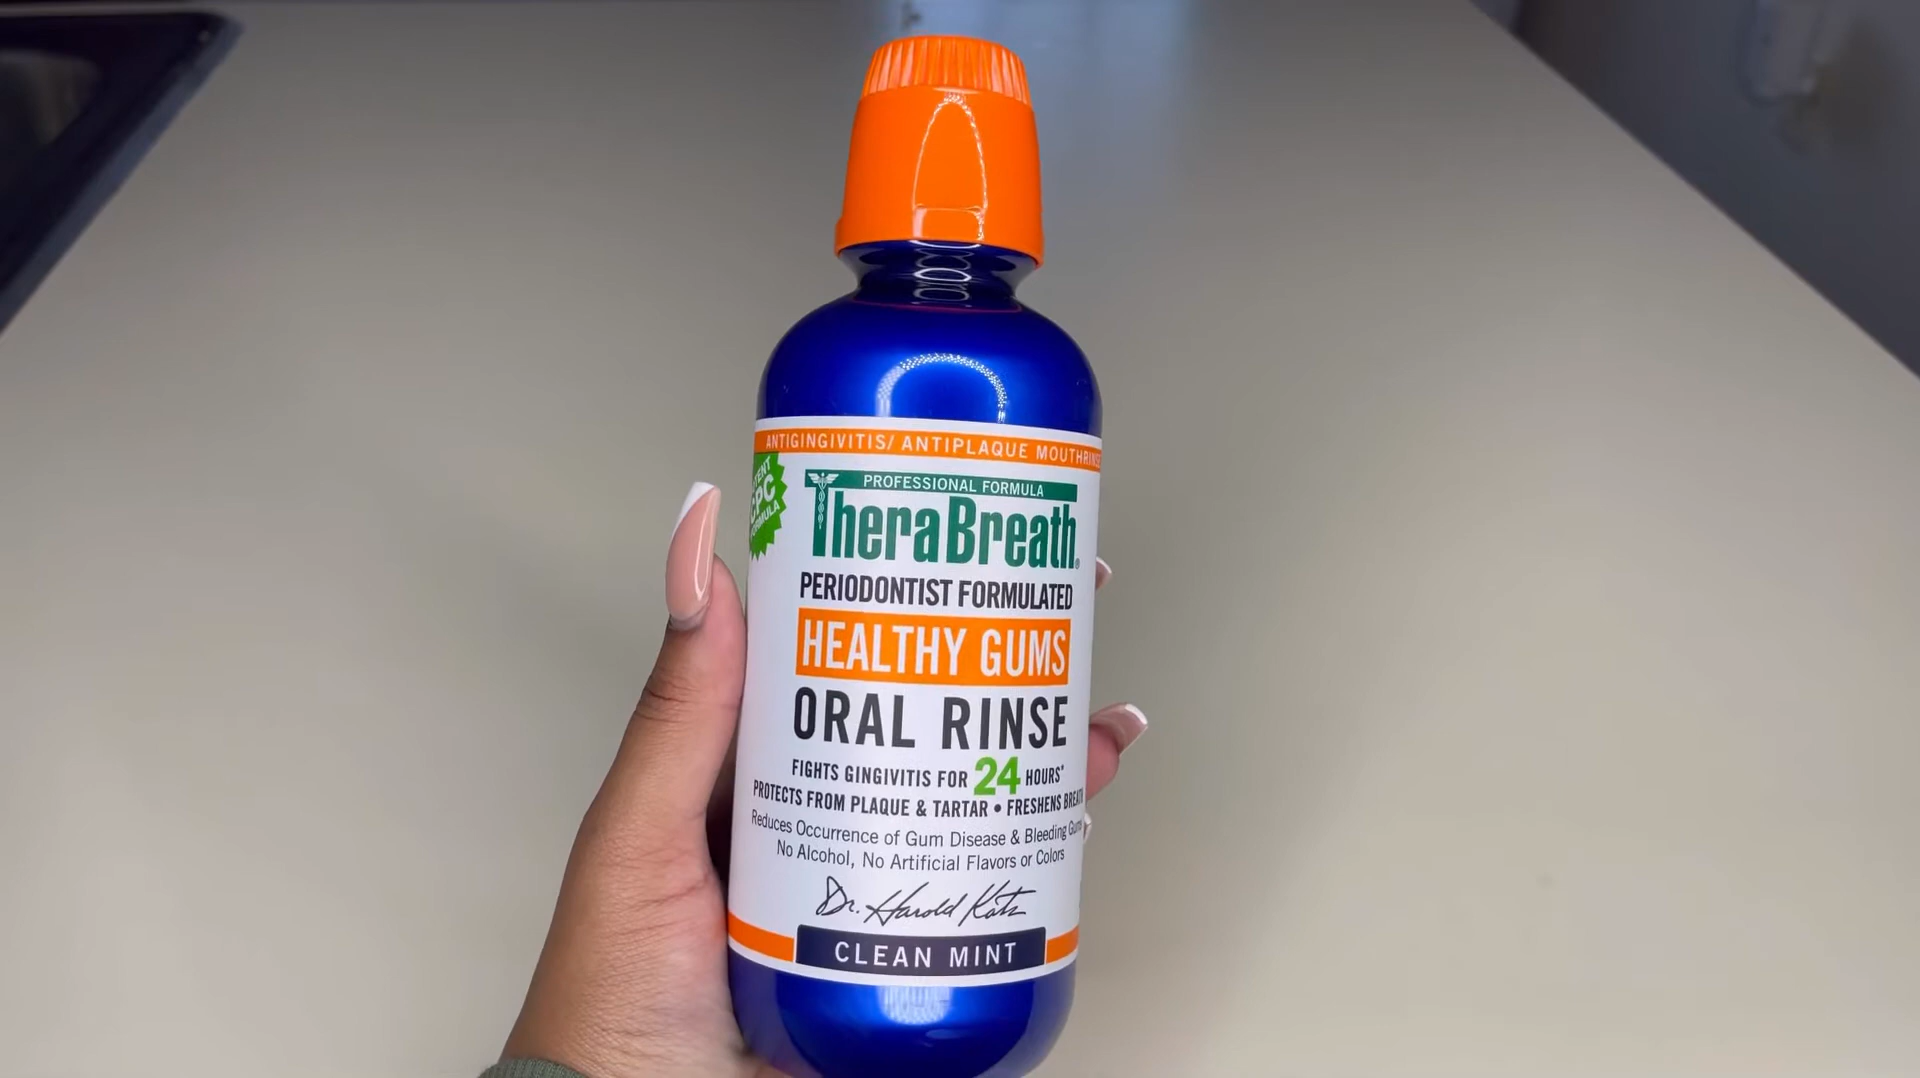 ANTIGINGIVITIS/ ANTIPLAQUE MOUTHRINSE
CPC
FORMULA
PROFESSIONAL FORMULA
TheraBreath®
PERIODONTIST FORMULATED
HEALTHY GUMS
ORAL RINSE
FIGHTS GINGIVITIS FOR 24 HOURS*
PROTECTS FROM PLAQUE & TARTAR • FRESHENS BREATH
Reduces Occurrence of Gum Disease & Bleeding Gums
No Alcohol, No Artificial Flavors or Colors
Dr. Harold Katz
CLEAN MINT